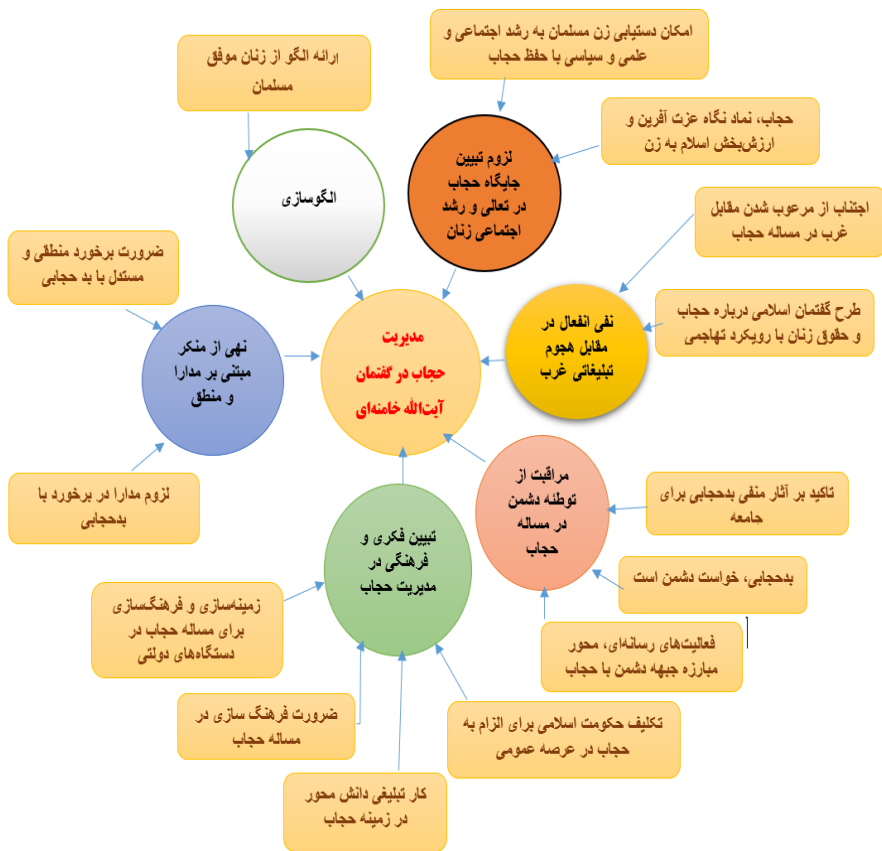 ارائه الگو از زنان موفق
مسلمان
امکان دستیابی زن مسلمان به رشد اجتماعی و
علمی و سیاسی با حفظ حجاب
حجاب، نماد نگاه عزت آفرین و
ارزش‌بخش اسلام به زن
لزوم تبیین
جایگاه حجاب
در تعالی و رشد
اجتماعی زنان
الگوسازی
اجتناب از مرعوب شدن مقابل
غرب در مساله حجاب
ضرورت برخورد منطقی و
مستدل با بد حجابی
طرح گفتمان اسلامی درباره حجاب
و حقوق زنان با رویکرد تهاجمی
نفی انفعال در
مقابل هجوم
تبلیغاتی غرب
مدیریت
حجاب در گفتمان
آیت‌الله خامنه‌ای
نهی از منکر
مبتنی بر مدارا
و منطق
لزوم مدارا در برخورد با
بدحجابی
مراقبت از
توطئه دشمن
در مساله
حجاب
تاکید بر آثار منفی بدحجابی برای
جامعه
تبیین فکری و
فرهنگی در
مدیریت حجاب
بدحجابی، خواست دشمن است
زمینه‌سازی و فرهنگ‌سازی
برای مساله حجاب در
دستگاه‌های دولتی
فعالیت‌های رسانه‌ای، محور
مبارزه جبهه دشمن با حجاب
ضرورت فرهنگ سازی در
مساله حجاب
تکلیف حکومت اسلامی برای الزام به
حجاب در عرصه عمومی
کار تبلیغی دانش محور
در زمینه حجاب